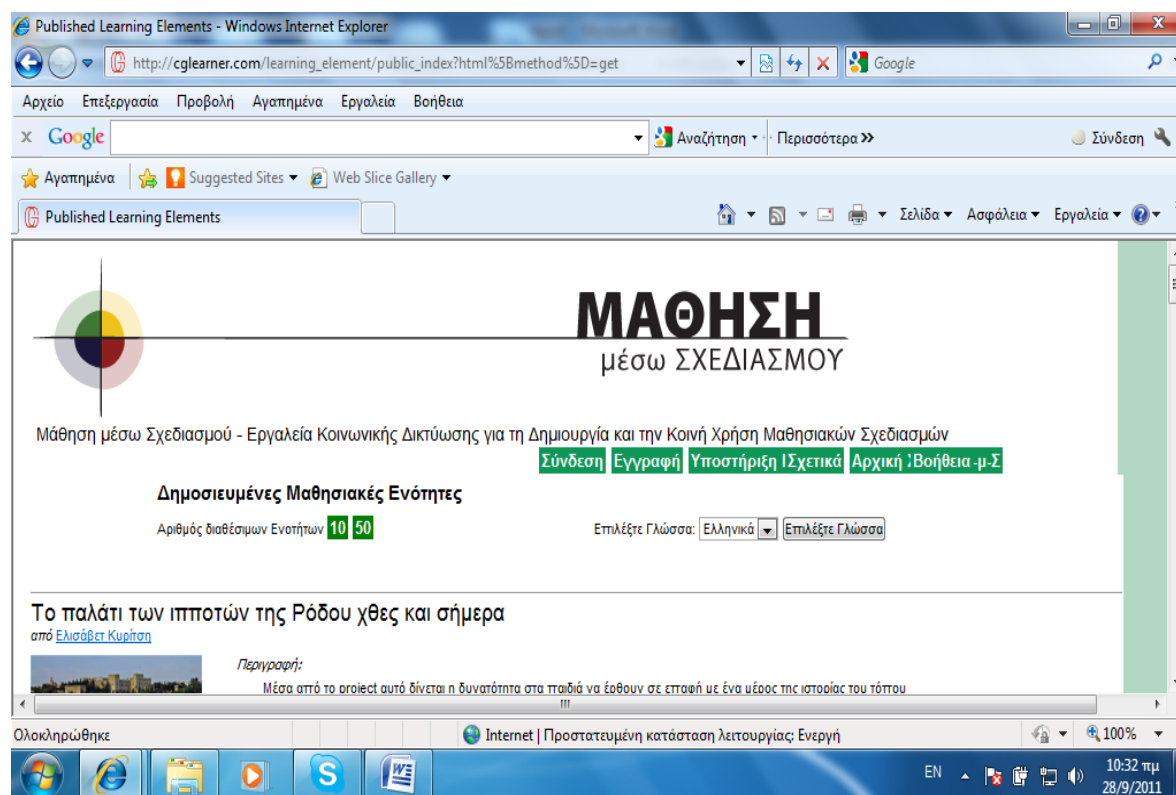 Published Learning Elements - Windows Internet Explorer
http://cglearner.com/learning_element/public_index?html%5Bmethod%5D=get Google
Αρχείο Επεξεργασία Προβολή Αγαπημένα Εργαλεία Βοήθεια
x Google Αναζήτηση Περισσότερα >> Σύνδεση
Αγαπημένα Suggested Sites Web Slice Gallery
Published Learning Elements Σελίδα Ασφάλεια Εργαλεία
ΜΑΘΗΣΗ
μέσω ΣΧΕΔΙΑΣΜΟΥ
Μάθηση μέσω Σχεδιασμού - Εργαλεία Κοινωνικής Δικτύωσης για τη Δημιουργία και την Κοινή Χρήση Μαθησιακών Σχεδιασμών
Σύνδεση Εγγραφή Υποστήριξη Σχετικά Αρχική Βοήθεια -μ-Σ
Δημοσιευμένες Μαθησιακές Ενότητες
Αριθμός διαθέσιμων Ενοτήτων 10 50 Επιλέξτε Γλώσσα: Ελληνικά Επιλέξτε Γλώσσα
Το παλάτι των ιπποτών της Ρόδου χθες και σήμερα
από Ελισάβετ Κυρίτση
Περιγραφή:
Μέσα από το project αυτό δίνεται η δυνατότητα στα παιδιά να έρθουν σε επαφή με ένα μέρος της ιστορίας του τόπου
Ολοκληρώθηκε Internet | Προστατευμένη κατάσταση λειτουργίας: Ενεργή 100%
EN 10:32 πμ
28/9/2011